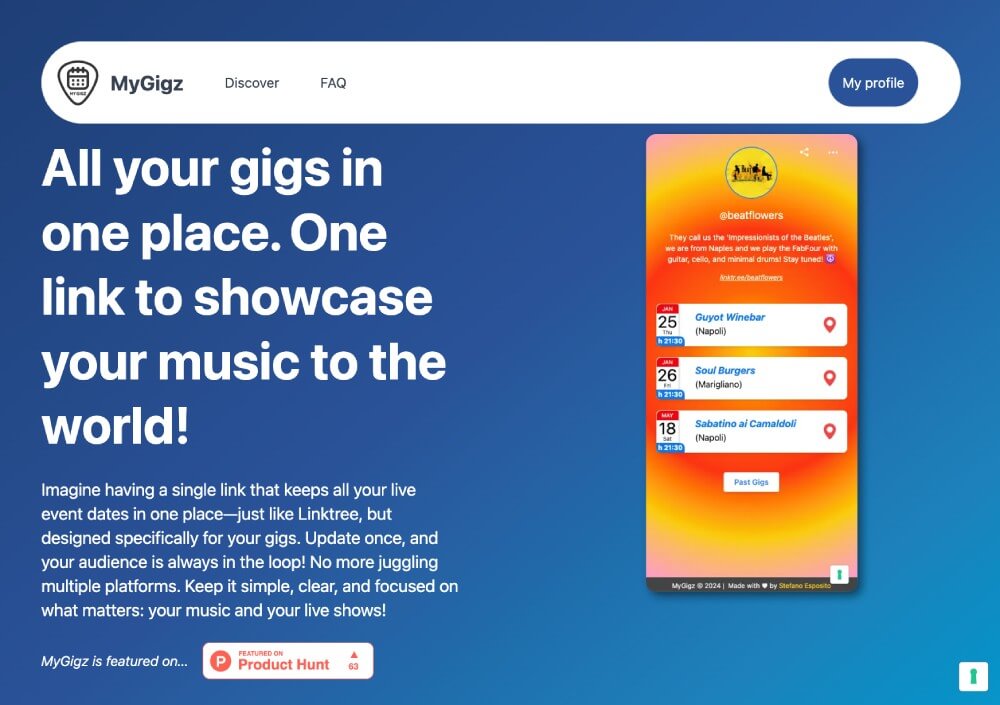 MY GIGZ
MyGigz
Discover
FAQ
My profile
All your gigs in
one place. One
link to showcase
your music to the
world!
Imagine having a single link that keeps all your live
event dates in one place—just like Linktree, but
designed specifically for your gigs. Update once, and
your audience is always in the loop! No more juggling
multiple platforms. Keep it simple, clear, and focused on
what matters: your music and your live shows!
MyGigz is featured on...
P
FEATURED ON
Product Hunt
63
@beatflowers
They call us the 'Impressionists of the Beatles',
we are from Naples and we play the FabFour with
guitar, cello, and minimal drums! Stay tuned! ☮️
linktr.ee/beatflowers
JAN
25
Thu
h 21:30
Guyot Winebar
(Napoli)
JAN
26
Fri
h 21:30
Soul Burgers
(Marigliano)
MAY
18
Sat
h 21:30
Sabatino ai Camaldoli
(Napoli)
Past Gigs
MyGigz © 2024 | Made with ♥ by Stefano Esposito